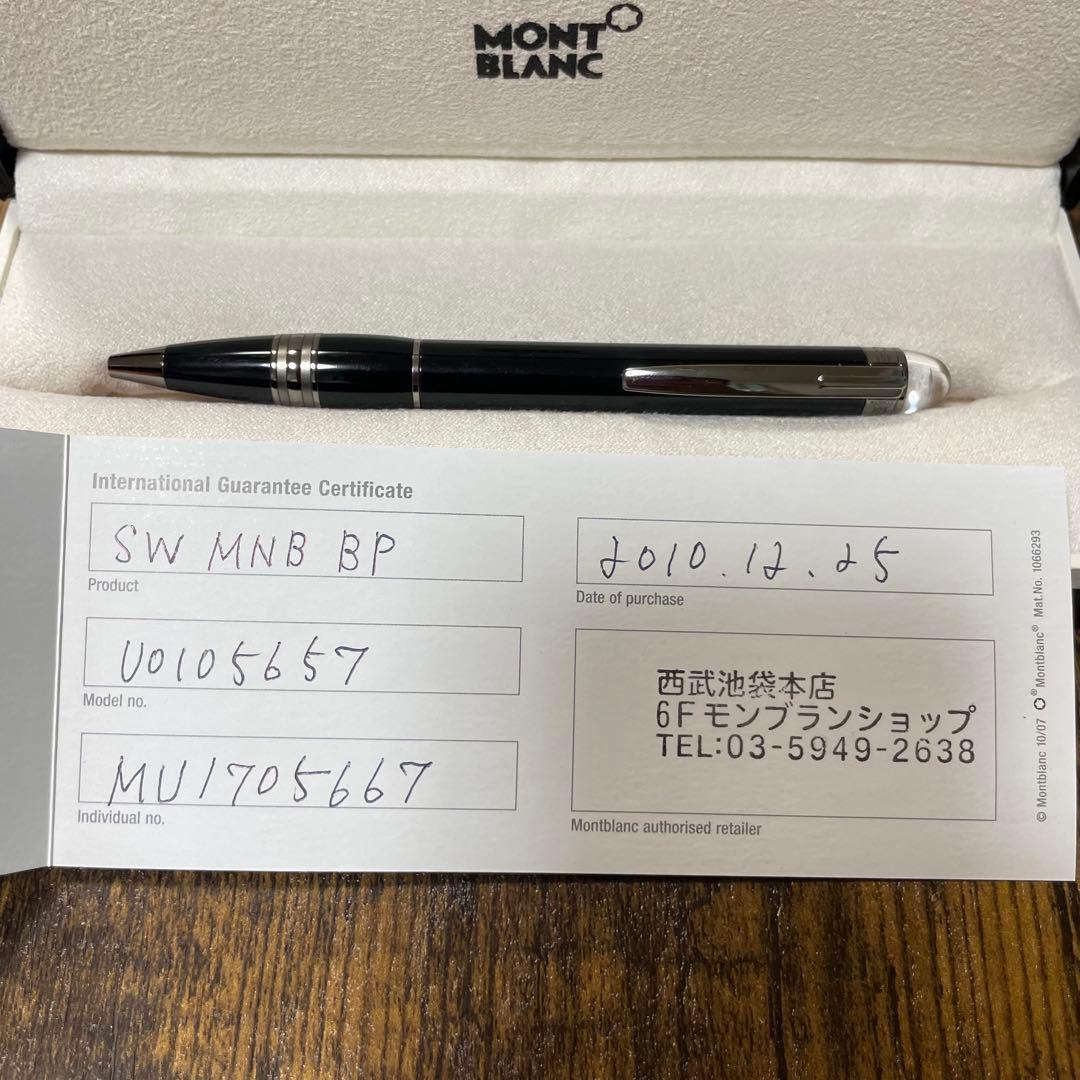 MONT
BLANC
International Guarantee Certificate
SW MNB BP
Product
U0105657
Model no.
MU1705667
Individual no.
2010.12.25
Date of purchase
西武池袋本店
6Fモンブランショップ
TEL:03-5949-2638
Montblanc authorised retailer
© Montblanc 10/07 ®Montblanc® Mat.No. 1066293